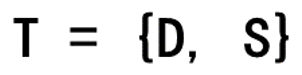 T = {D, S}